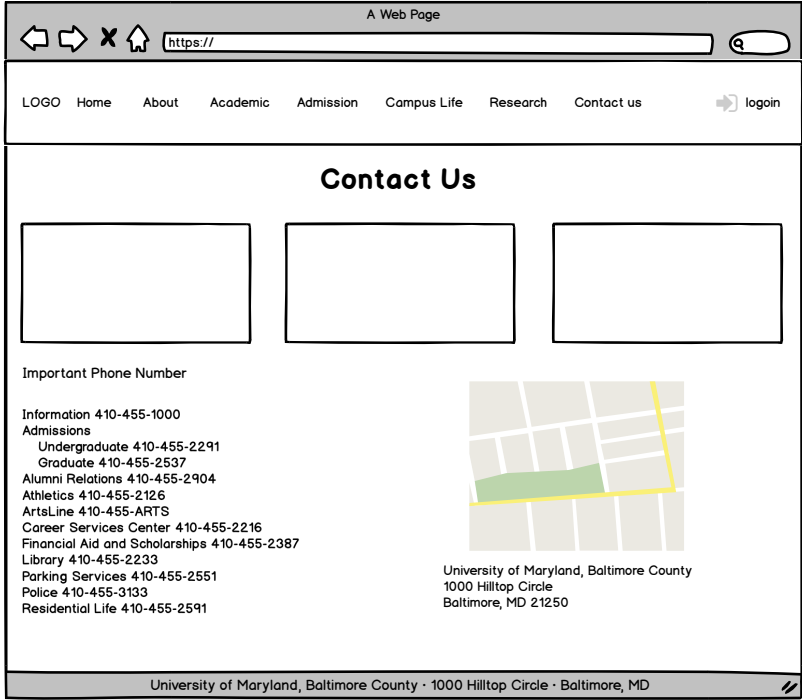 A Web Page
https://
LOGO Home About Academic Admission Campus Life Research Contact us logoin
Contact Us
Important Phone Number
Information 410-455-1000
Admissions
Undergraduate 410-455-2291
Graduate 410-455-2537
Alumni Relations 410-455-2904
Athletics 410-455-2126
ArtsLine 410-455-ARTS
Career Services Center 410-455-2216
Financial Aid and Scholarships 410-455-2387
Library 410-455-2233
Parking Services 410-455-2551
Police 410-455-3133
Residential Life 410-455-2591
University of Maryland, Baltimore County
1000 Hilltop Circle
Baltimore, MD 21250
University of Maryland, Baltimore County · 1000 Hilltop Circle · Baltimore, MD